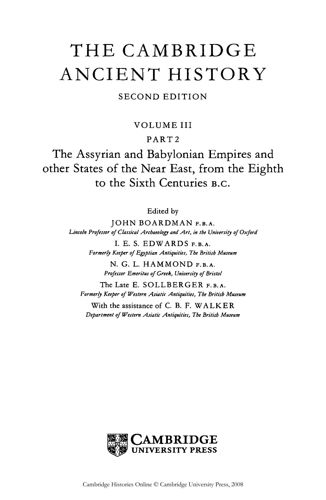 THE CAMBRIDGE
ANCIENT HISTORY
SECOND EDITION
VOLUME III
PART 2
The Assyrian and Babylonian Empires and
other States of the Near East, from the Eighth
to the Sixth Centuries B.C.
Edited by
JOHN BOARDMAN F.B.A.
Lincoln Professor of Classical Archaeology and Art, in the University of Oxford
I. E. S. EDWARDS F.B.A.
Formerly Keeper of Egyptian Antiquities, The British Museum
N. G. L. HAMMOND F.B.A.
Professor Emeritus of Greek, University of Bristol
The Late E. SOLLBERGER F.B.A.
Formerly Keeper of Western Asiatic Antiquities, The British Museum
With the assistance of C. B. F. WALKER
Department of Western Asiatic Antiquities, The British Museum
CAMBRIDGE
UNIVERSITY PRESS
Cambridge Histories Online © Cambridge University Press, 2008